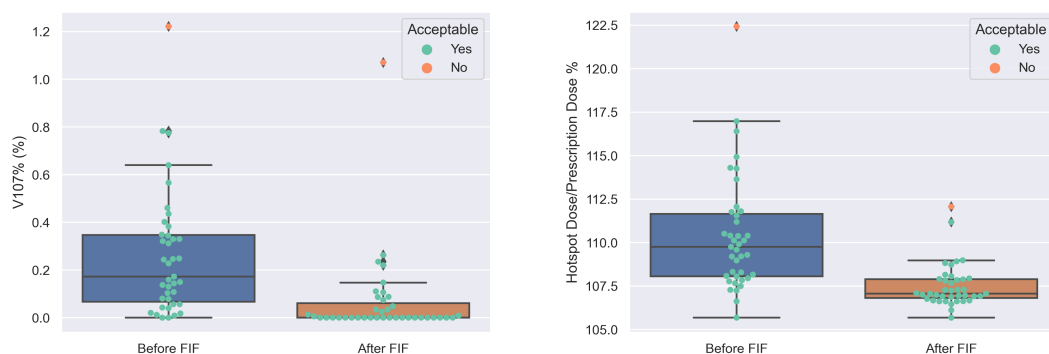 V107% (%)
1.2
1.0
0.8
0.6
0.4
0.2
0.0
Before FIF
After FIF
Acceptable
Yes
No
Hotspot Dose/Prescription Dose %
122.5
120.0
117.5
115.0
112.5
110.0
107.5
105.0
Before FIF
After FIF
Acceptable
Yes
No